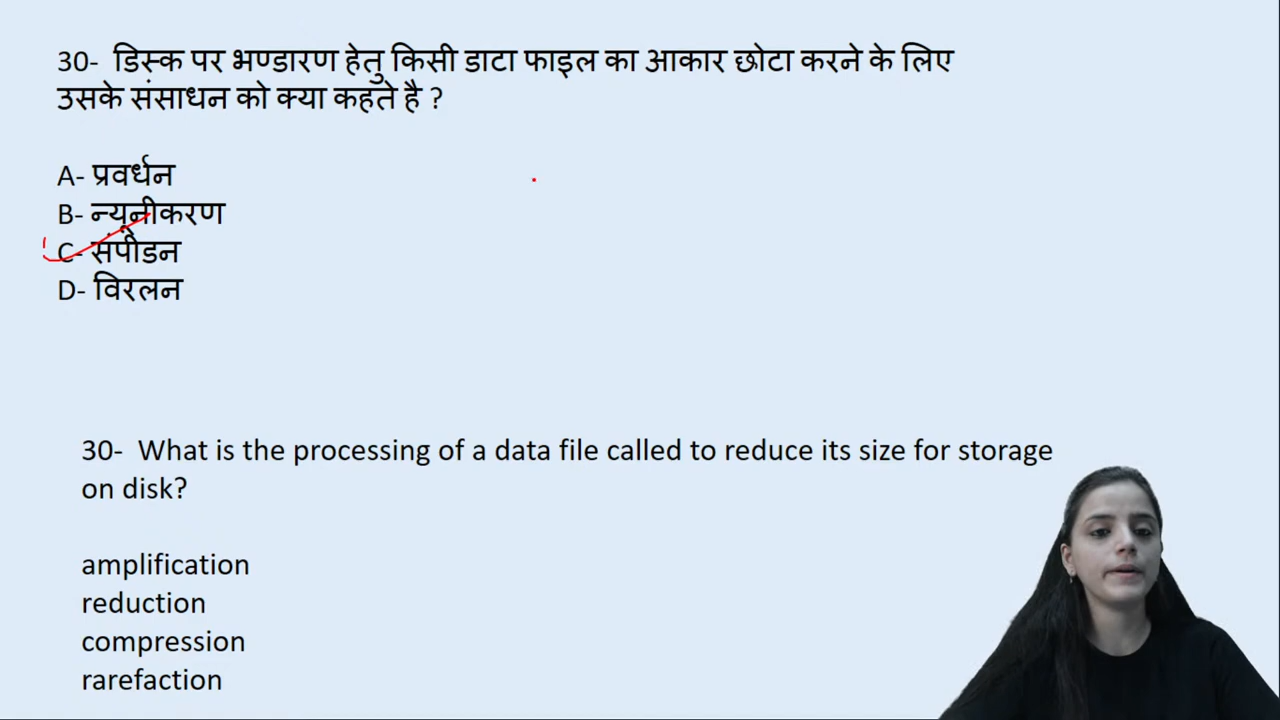 30- डिस्क पर भण्डारण हेतु किसी डाटा फाइल का आकार छोटा करने के लिए
उसके संसाधन को क्या कहते है ?
A- प्रवर्धन
B- न्यूनीकरण
C- संपीडन
D- विरलन
30- What is the processing of a data file called to reduce its size for storage
on disk?
amplification
reduction
compression
rarefaction